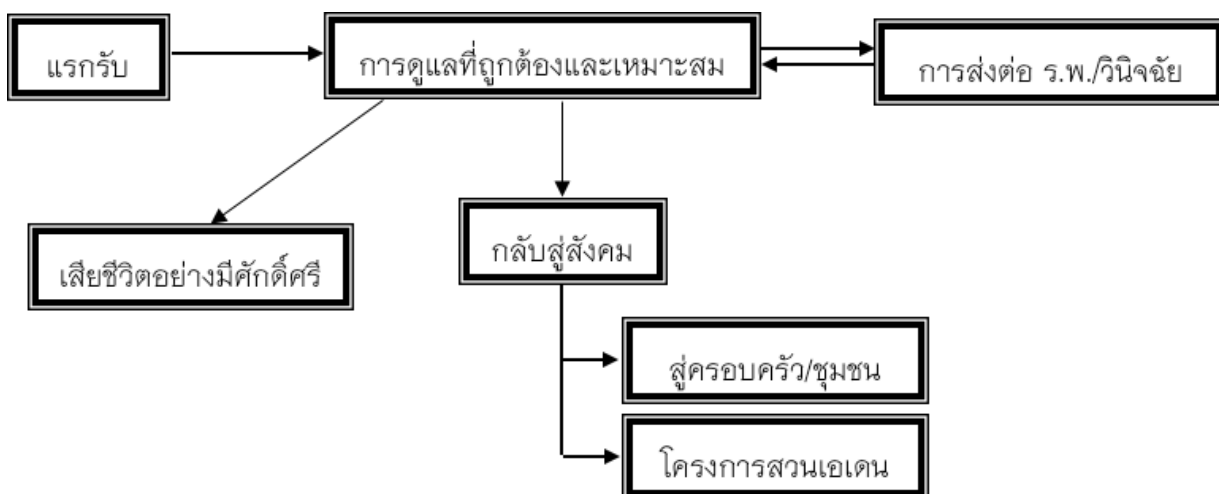 แรกรับ
การดูแลที่ถูกต้องและเหมาะสม
การส่งต่อ ร.พ./วินิจฉัย
เสียชีวิตอย่างมีศักดิ์ศรี
กลับสู่สังคม
สู่ครอบครัว/ชุมชน
โครงการสวนเอเดน